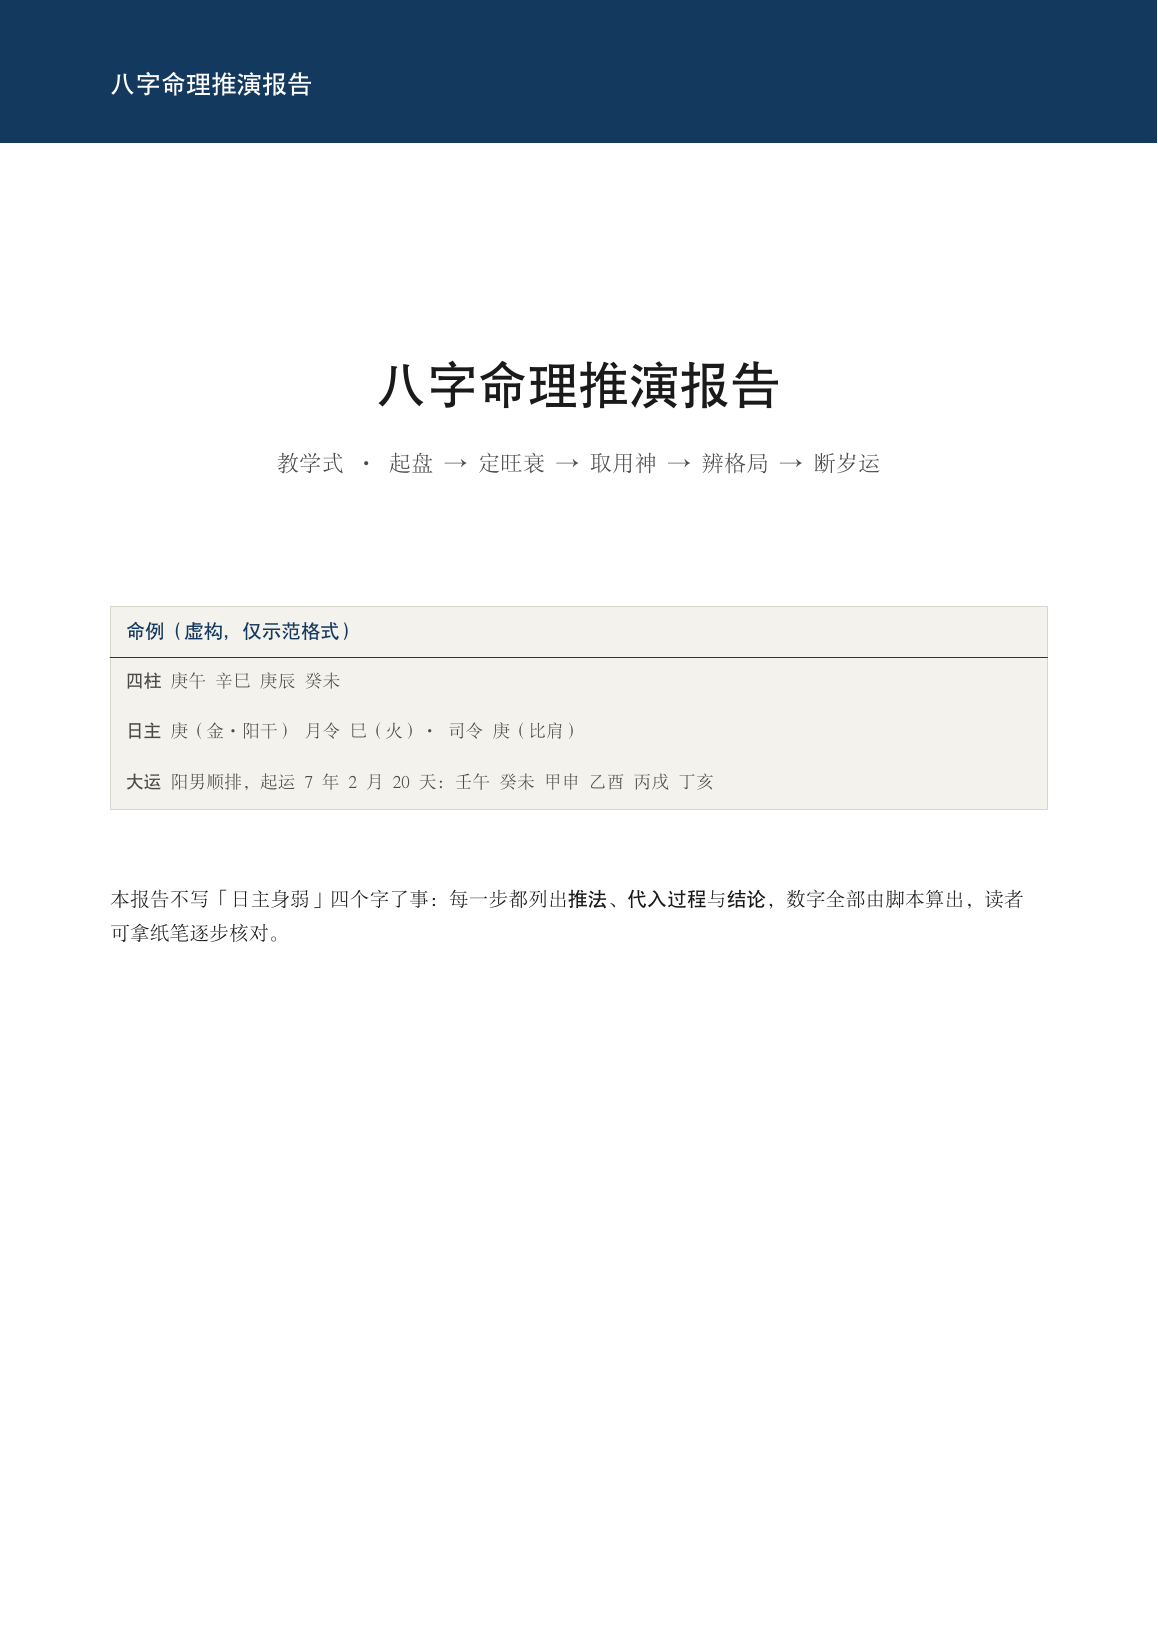 八字命理推演报告
八字命理推演报告
教学式 · 起盘 → 定旺衰 → 取用神 → 辨格局 → 断岁运
命例（虚构，仅示范格式）
四柱 庚午 辛巳 庚辰 癸未
日主 庚（金·阳干） 月令 巳（火）· 司令 庚（比肩）
大运 阳男顺排，起运 7 年 2 月 20 天：壬午 癸未 甲申 乙酉 丙戌 丁亥
本报告不写「日主身弱」四个字了事：每一步都列出推法、代入过程与结论，数字全部由脚本算出，读者
可拿纸笔逐步核对。